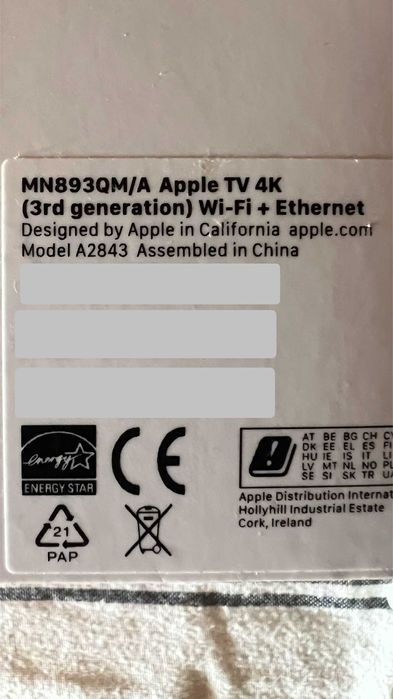 MN893QM/A Apple TV 4K
(3rd generation) Wi-Fi + Ethernet
Designed by Apple in California apple.com
Model A2843 Assembled in China
energy
ENERGY STAR
CE
21
PAP
AT BE BG CH
DK EE EL ES
HU IE IS IT
LV MT NL NO
SE SI SK TR
Apple Distribution Internat
Hollyhill Industrial Estate
Cork, Ireland